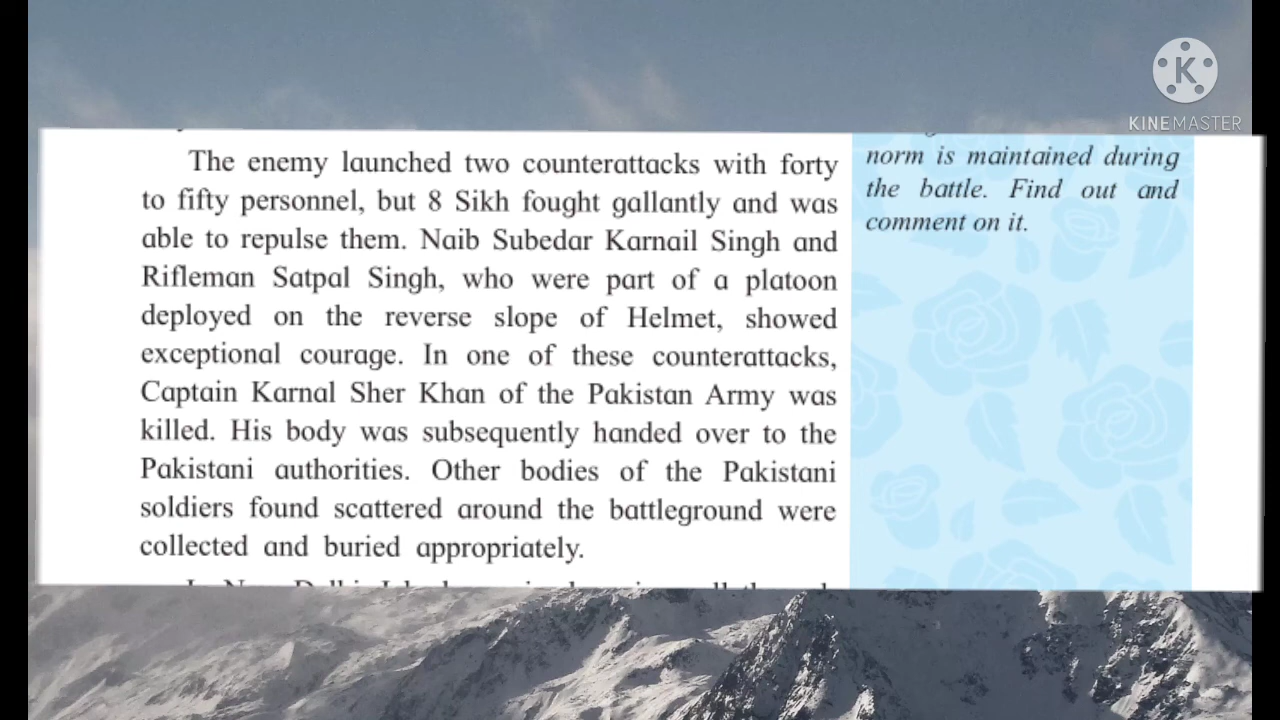 K
KINEMASTER
The enemy launched two counterattacks with forty
to fifty personnel, but 8 Sikh fought gallantly and was
able to repulse them. Naib Subedar Karnail Singh and
Rifleman Satpal Singh, who were part of a platoon
deployed on the reverse slope of Helmet, showed
exceptional courage. In one of these counterattacks,
Captain Karnal Sher Khan of the Pakistan Army was
killed. His body was subsequently handed over to the
Pakistani authorities. Other bodies of the Pakistani
soldiers found scattered around the battleground were
collected and buried appropriately.
norm is maintained during
the battle. Find out and
comment on it.